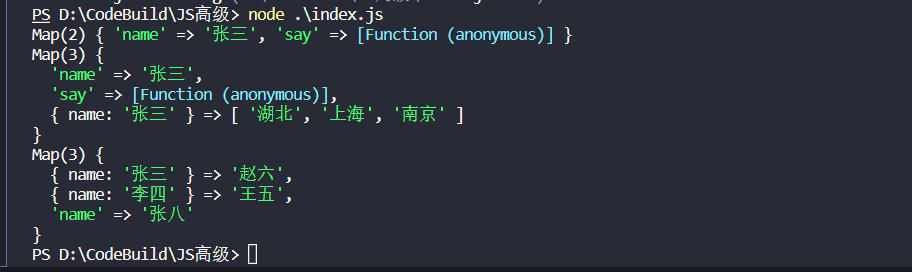 PS D:\CodeBuild\JS高级> node .\index.js
Map(2) { 'name' => '张三', 'say' => [Function (anonymous)] }
Map(3) {
  'name' => '张三',
  'say' => [Function (anonymous)],
  { name: '张三' } => [ '湖北', '上海', '南京' ]
}
Map(3) {
  { name: '张三' } => '赵六',
  { name: '李四' } => '王五',
  'name' => '张八'
}
PS D:\CodeBuild\JS高级>